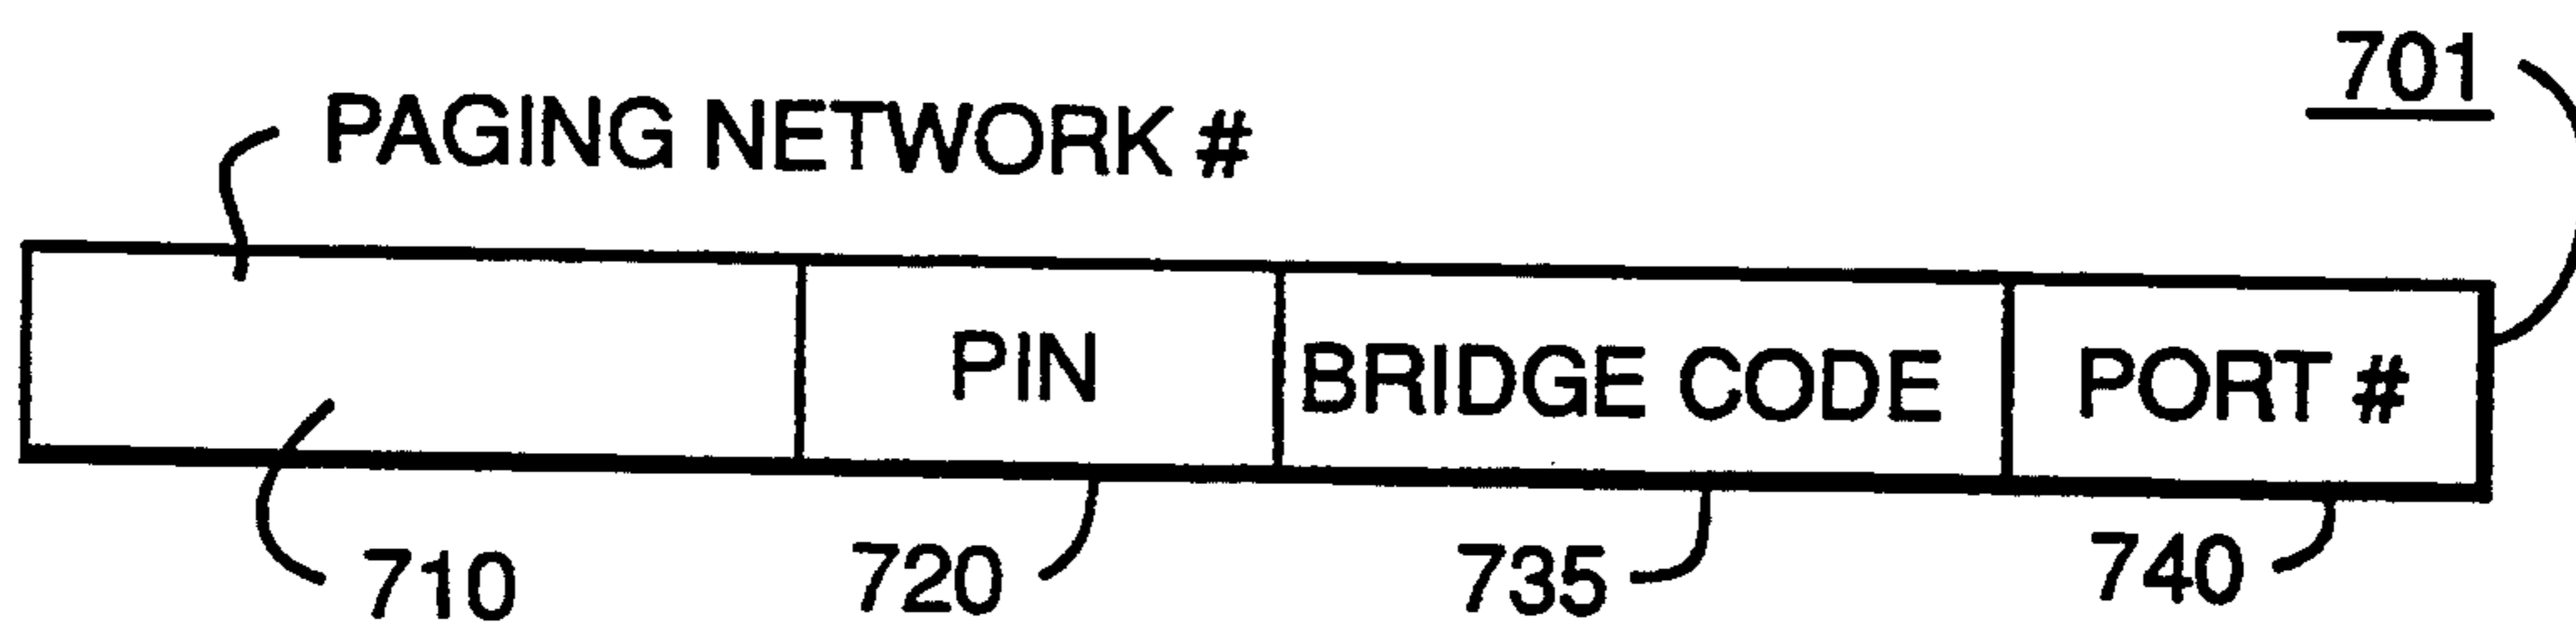 701
PAGING NETWORK #
PIN
BRIDGE CODE
PORT #
710
720
735
740